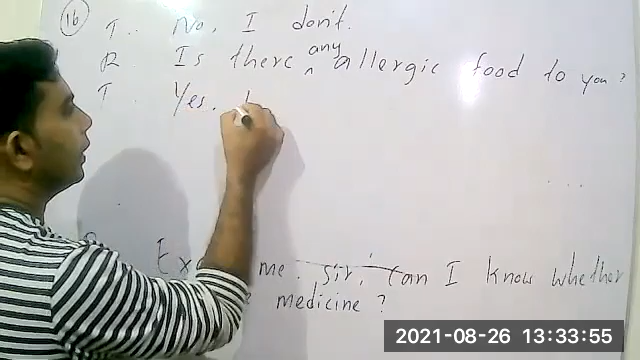 16
T. No, I don't.
R. Is there any allergic food to you?
T. Yes.
me. sir, can I know whether
medicine?
2021-08-26 13:33:55